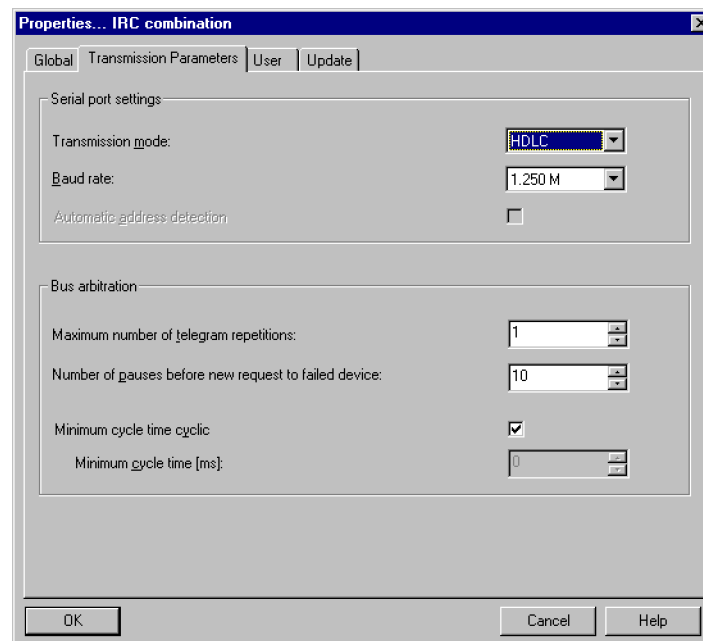 Properties... IRC combination
Global Transmission Parameters User Update
Serial port settings
Transmission mode: HDLC
Baud rate: 1.250 M
Automatic address detection
Bus arbitration
Maximum number of telegram repetitions: 1
Number of pauses before new request to failed device: 10
Minimum cycle time cyclic
Minimum cycle time [ms]: 0
OK Cancel Help